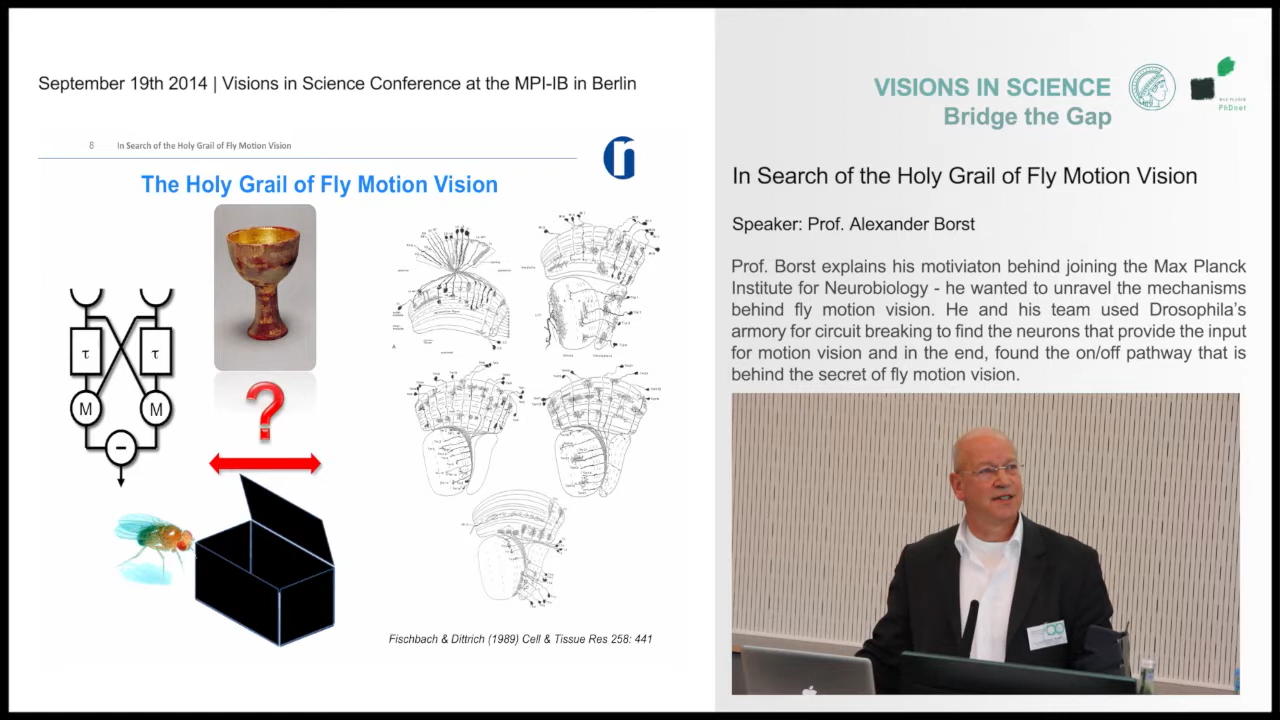 September 19th 2014 | Visions in Science Conference at the MPI-IB in Berlin
8 In Search of the Holy Grail of Fly Motion Vision
The Holy Grail of Fly Motion Vision
τ τ
M M
−
?
A
Fischbach & Dittrich (1989) Cell & Tissue Res 258: 441
VISIONS IN SCIENCE
Bridge the Gap
MAX PLANCK
PhDnet
In Search of the Holy Grail of Fly Motion Vision
Speaker: Prof. Alexander Borst
Prof. Borst explains his motiviaton behind joining the Max Planck
Institute for Neurobiology - he wanted to unravel the mechanisms
behind fly motion vision. He and his team used Drosophila's
armory for circuit breaking to find the neurons that provide the input
for motion vision and in the end, found the on/off pathway that is
behind the secret of fly motion vision.